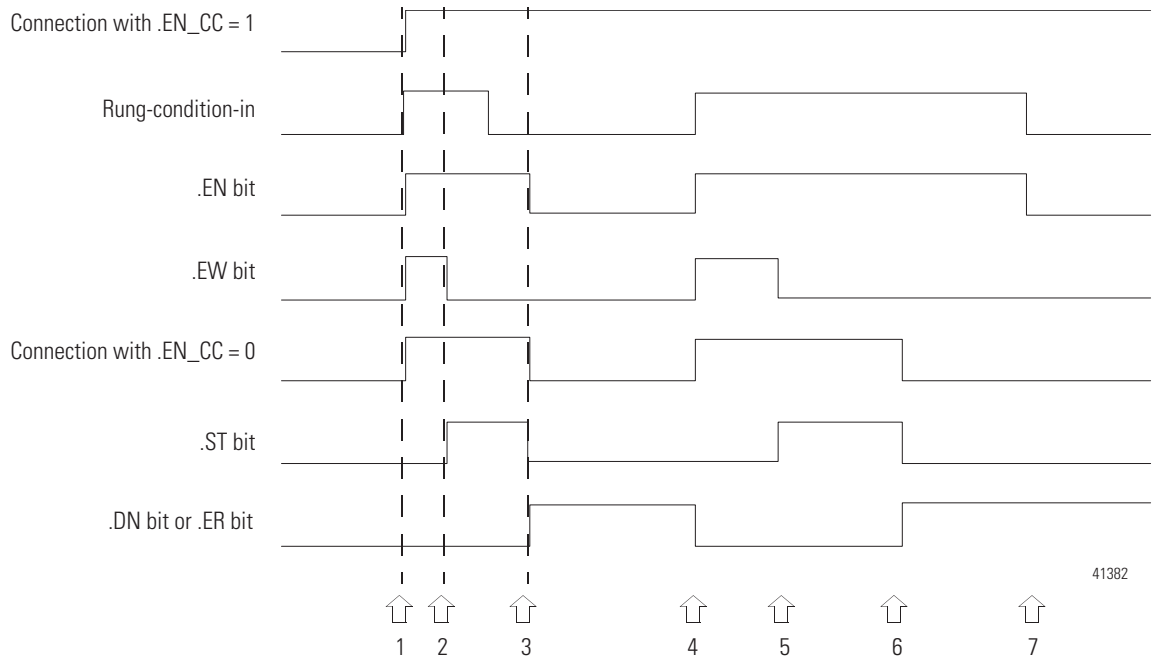 Connection with .EN_CC = 1
Rung-condition-in
.EN bit
.EW bit
Connection with .EN_CC = 0
.ST bit
.DN bit or .ER bit
41382
1 2 3 4 5 6 7